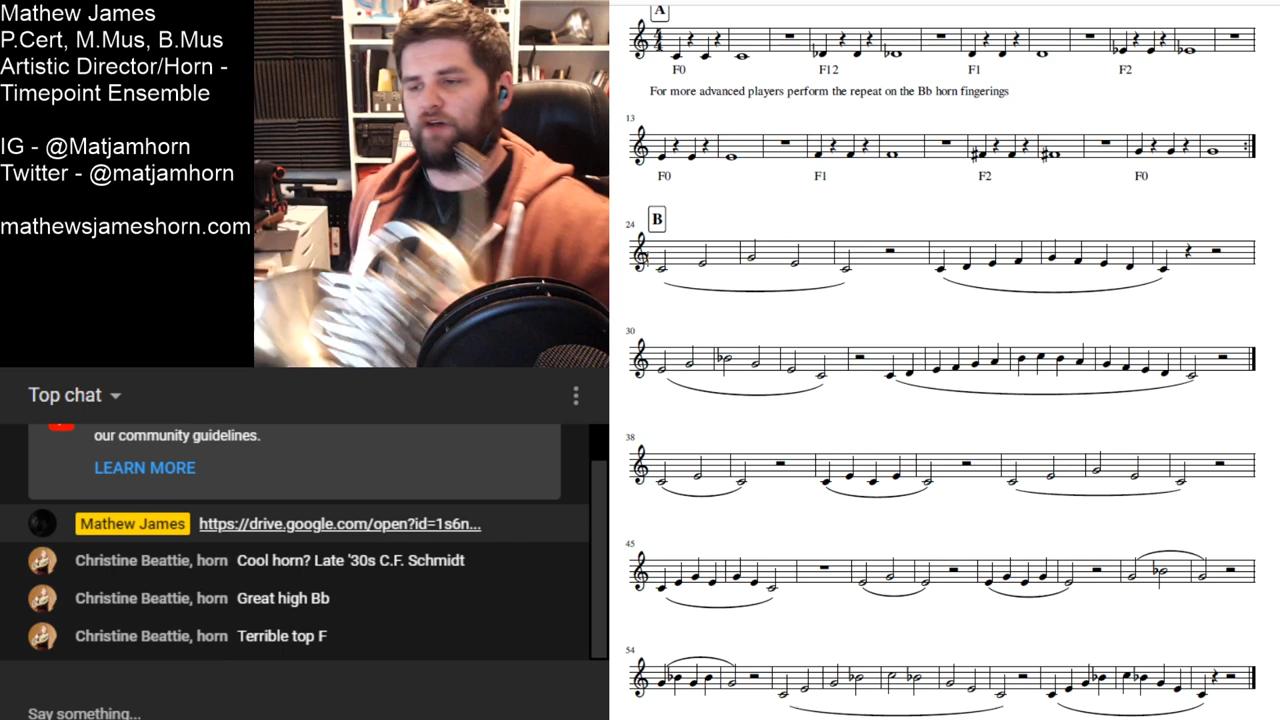 Mathew James
P.Cert, M.Mus, B.Mus
Artistic Director/Horn -
Timepoint Ensemble
IG - @Matjamhorn
Twitter - @matjamhorn
mathewsjameshorn.com
Top chat
our community guidelines.
LEARN MORE
Mathew James https://drive.google.com/open?id=1s6n...
Christine Beattie, horn Cool horn? Late '30s C.F. Schmidt
Christine Beattie, horn Great high Bb
Christine Beattie, horn Terrible top F
Say something...
A
F0 F12 F1 F2
For more advanced players perform the repeat on the Bb horn fingerings
13
F0 F1 F2 F0
B
24
30
38
45
54